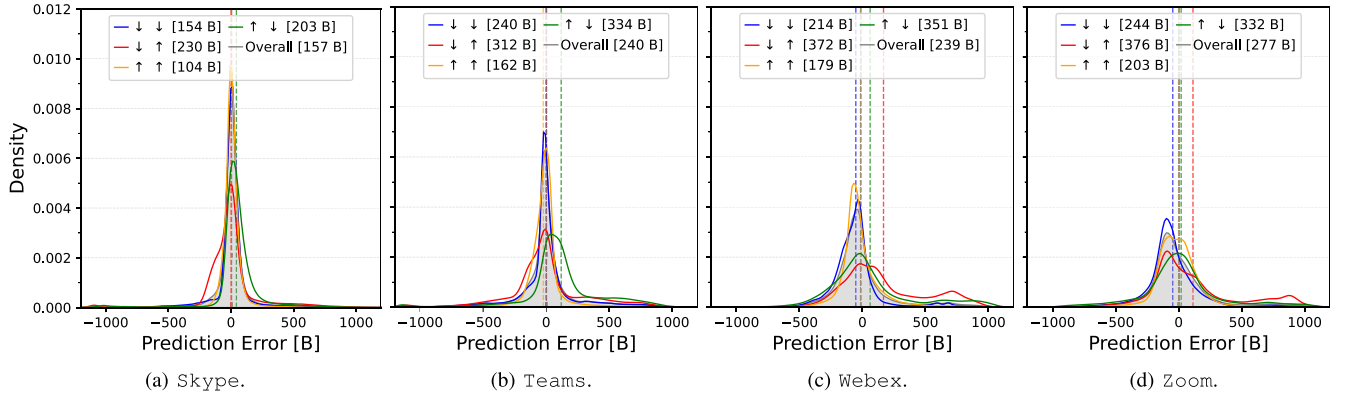 0.012
0.010
0.008
0.006
0.004
0.002
0.000
Density
↓ ↓ [154 B] ↑ ↓ [203 B]
↓ ↑ [230 B] Overall [157 B]
↑ ↑ [104 B]
−1000 −500 0 500 1000
Prediction Error [B]
(a) Skype.
↓ ↓ [240 B] ↑ ↓ [334 B]
↓ ↑ [312 B] Overall [240 B]
↑ ↑ [162 B]
−1000 −500 0 500 1000
Prediction Error [B]
(b) Teams.
↓ ↓ [214 B] ↑ ↓ [351 B]
↓ ↑ [372 B] Overall [239 B]
↑ ↑ [179 B]
−1000 −500 0 500 1000
Prediction Error [B]
(c) Webex.
↓ ↓ [244 B] ↑ ↓ [332 B]
↓ ↑ [376 B] Overall [277 B]
↑ ↑ [203 B]
−1000 −500 0 500 1000
Prediction Error [B]
(d) Zoom.